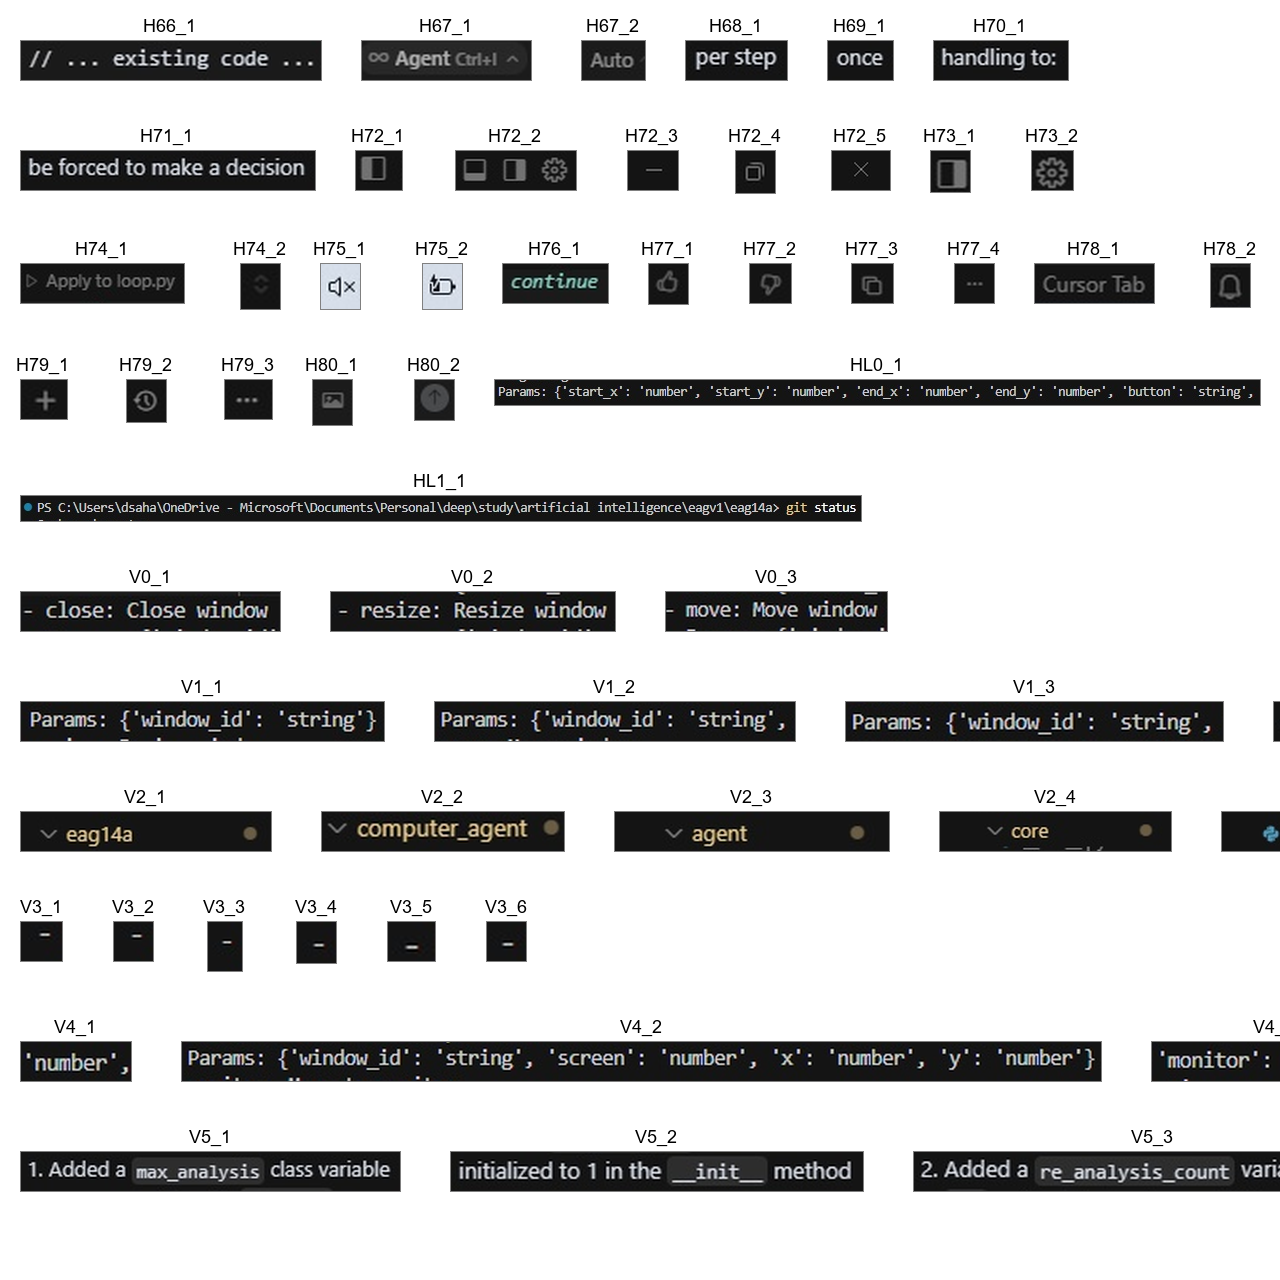 H66_1 H67_1 H67_2 H68_1 H69_1 H70_1
// ... existing code ... Agent Ctrl+I Auto per step once handling to:
H71_1 H72_1 H72_2 H72_3 H72_4 H72_5 H73_1 H73_2
be forced to make a decision
H74_1 H74_2 H75_1 H75_2 H76_1 H77_1 H77_2 H77_3 H77_4 H78_1 H78_2
Apply to loop.py continue ... Cursor Tab
H79_1 H79_2 H79_3 H80_1 H80_2 HL0_1
... Params: {'start_x': 'number', 'start_y': 'number', 'end_x': 'number', 'end_y': 'number', 'button': 'string',
HL1_1
PS C:\Users\dsaha\OneDrive - Microsoft\Documents\Personal\deep\study\artificial intelligence\eagv1\eag14a> git status
V0_1 V0_2 V0_3
- close: Close window - resize: Resize window - move: Move window
V1_1 V1_2 V1_3
Params: {'window_id': 'string'} Params: {'window_id': 'string', Params: {'window_id': 'string',
V2_1 V2_2 V2_3 V2_4
eag14a computer_agent agent core
V3_1 V3_2 V3_3 V3_4 V3_5 V3_6
- - - - - -
V4_1 V4_2 V4_
'number', Params: {'window_id': 'string', 'screen': 'number', 'x': 'number', 'y': 'number'} 'monitor':
V5_1 V5_2 V5_3
1. Added a max_analysis class variable initialized to 1 in the __init__ method 2. Added a re_analysis_count vari